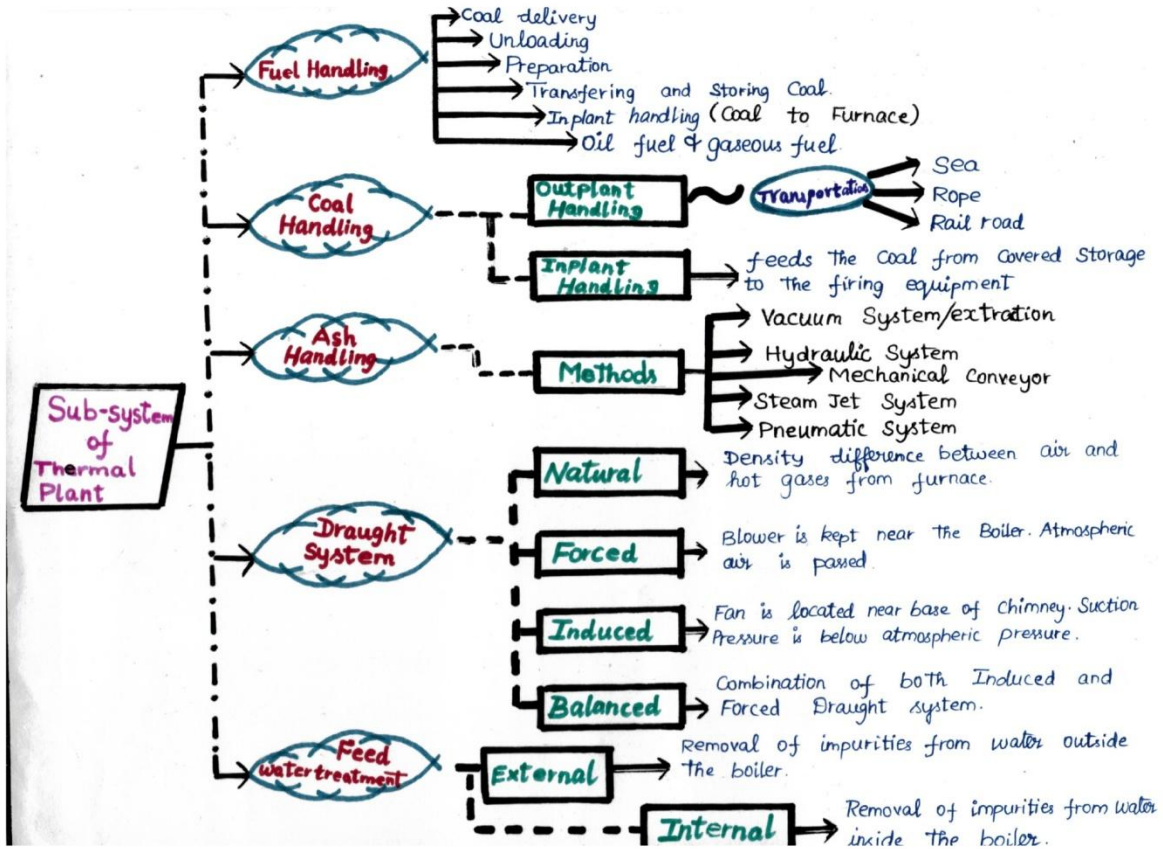 Sub-system
of
Thermal
Plant
Fuel Handling
Coal delivery
Unloading
Preparation
Transfering and Storing Coal.
Inplant handling (Coal to Furnace)
Oil fuel & gaseous fuel.
Coal
Handling
Outplant
Handling
Transportation
Sea
Rope
Rail road
Inplant
Handling
feeds the Coal from Covered Storage
to the firing equipment
Ash
Handling
Methods
Vacuum System/extration
Hydraulic System
Mechanical Conveyor
Steam Jet System
Pneumatic System
Draught
System
Natural
Density difference between air and
hot gases from furnace.
Forced
Blower is kept near the Boiler. Atmospheric
air is passed.
Induced
Fan is located near base of Chimney. Suction
Pressure is below atmospheric pressure.
Balanced
Combination of both Induced and
Forced Draught system.
Feed
water treatment
External
Removal of impurities from water outside
the boiler.
Internal
Removal of impurities from water
inside the boiler.